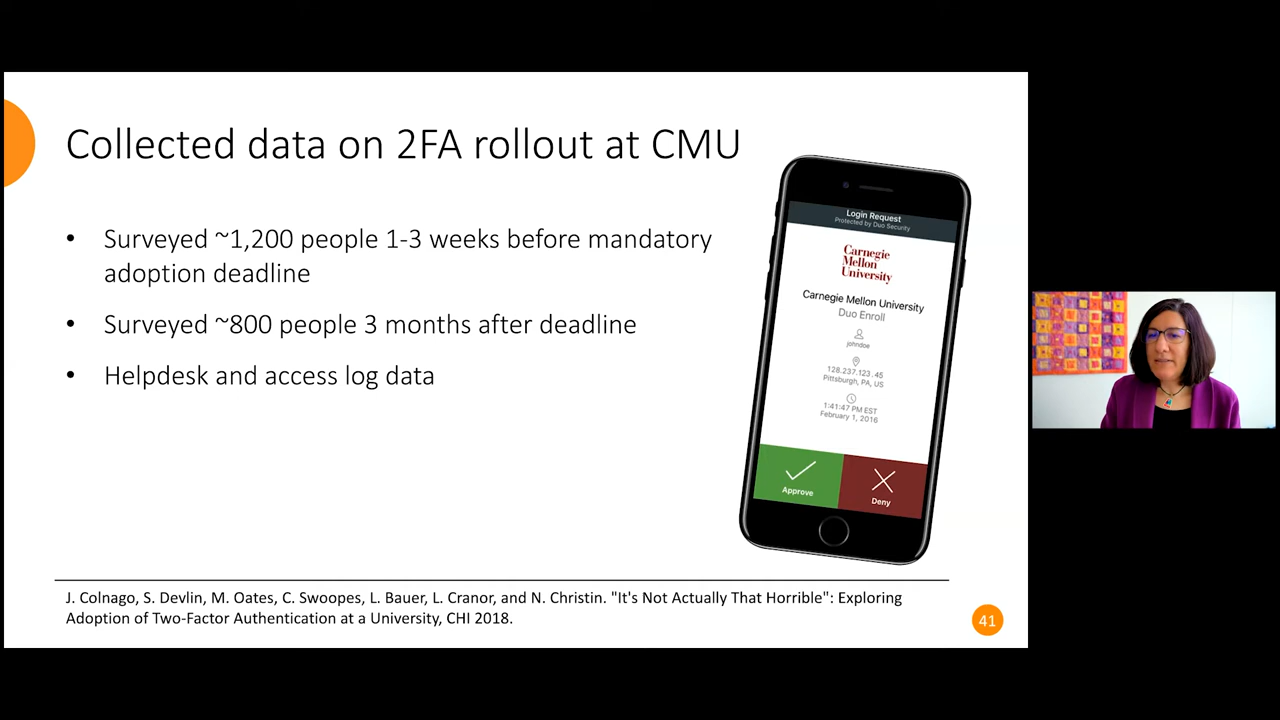 Collected data on 2FA rollout at CMU
• Surveyed ~1,200 people 1-3 weeks before mandatory
adoption deadline
• Surveyed ~800 people 3 months after deadline
• Helpdesk and access log data
Login Request
Protected by Duo Security
Carnegie
Mellon
University
Carnegie Mellon University
Duo Enroll
johndoe
128.237.123.45
Pittsburgh, PA, US
1:41:47 PM EST
February 1, 2016
Approve
Deny
J. Colnago, S. Devlin, M. Oates, C. Swoopes, L. Bauer, L. Cranor, and N. Christin. "It's Not Actually That Horrible": Exploring
Adoption of Two-Factor Authentication at a University, CHI 2018.
41